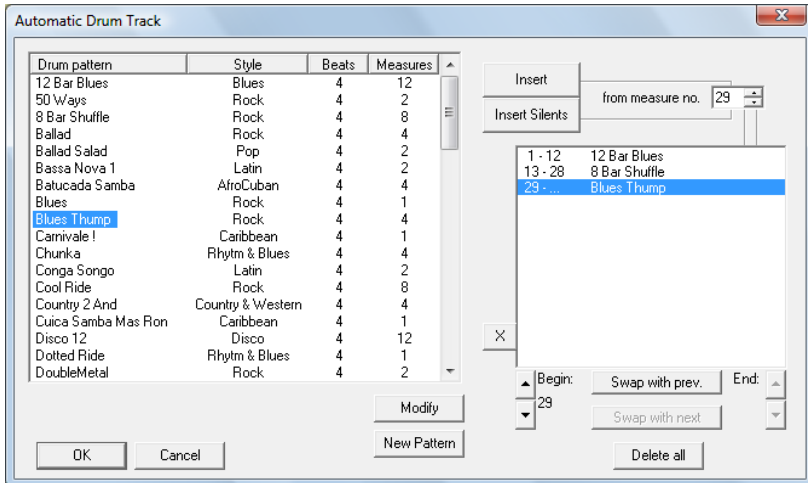 Automatic Drum Track
Drum pattern Style Beats Measures
12 Bar Blues Blues 4 12
50 Ways Rock 4 2
8 Bar Shuffle Rock 4 8
Ballad Rock 4 4
Ballad Salad Pop 4 2
Bassa Nova 1 Latin 4 2
Batucada Samba AfroCuban 4 4
Blues Rock 4 1
Blues Thump Rock 4 4
Carnivale ! Caribbean 4 1
Chunka Rhytm & Blues 4 4
Conga Songo Latin 4 2
Cool Ride Rock 4 8
Country 2 And Country & Western 4 4
Cuica Samba Mas Ron Caribbean 4 1
Disco 12 Disco 4 12
Dotted Ride Rhytm & Blues 4 1
DoubleMetal Rock 4 2
Modify
New Pattern
OK Cancel
Insert
Insert Silents
from measure no. 29
1 - 12 12 Bar Blues
13 - 28 8 Bar Shuffle
29 - ... Blues Thump
X
Begin: Swap with prev. End:
29
Swap with next
Delete all